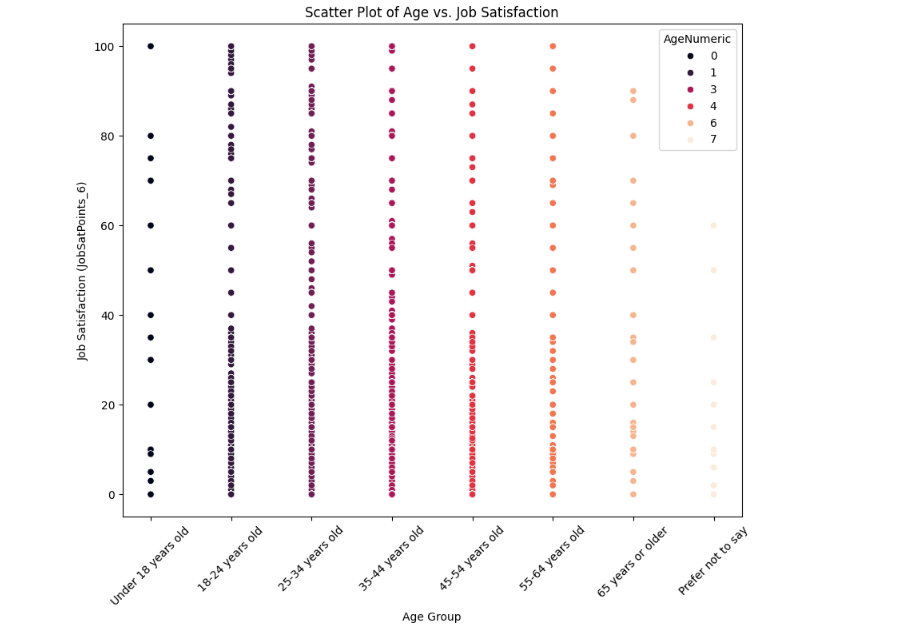 Scatter Plot of Age vs. Job Satisfaction
AgeNumeric
0
1
3
4
6
7
Job Satisfaction (JobSatPoints_6)
100
80
60
40
20
0
Under 18 years old
18-24 years old
25-34 years old
35-44 years old
45-54 years old
55-64 years old
65 years or older
Prefer not to say
Age Group